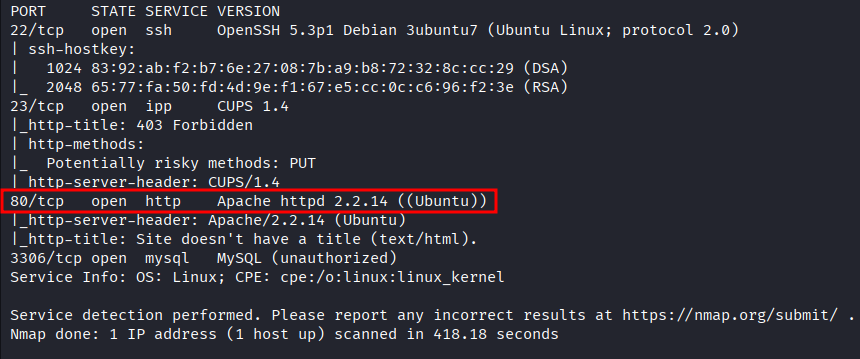 PORT     STATE SERVICE VERSION
22/tcp   open  ssh     OpenSSH 5.3p1 Debian 3ubuntu7 (Ubuntu Linux; protocol 2.0)
| ssh-hostkey:
|   1024 83:92:ab:f2:b7:6e:27:08:7b:a9:b8:72:32:8c:cc:29 (DSA)
|_  2048 65:77:fa:50:fd:4d:9e:f1:67:e5:cc:0c:c6:96:f2:3e (RSA)
23/tcp   open  ipp     CUPS 1.4
|_http-title: 403 Forbidden
| http-methods:
|_  Potentially risky methods: PUT
| http-server-header: CUPS/1.4
80/tcp   open  http    Apache httpd 2.2.14 ((Ubuntu))
|_http-server-header: Apache/2.2.14 (Ubuntu)
|_http-title: Site doesn't have a title (text/html).
3306/tcp open  mysql   MySQL (unauthorized)
Service Info: OS: Linux; CPE: cpe:/o:linux:linux_kernel

Service detection performed. Please report any incorrect results at https://nmap.org/submit/ .
Nmap done: 1 IP address (1 host up) scanned in 418.18 seconds